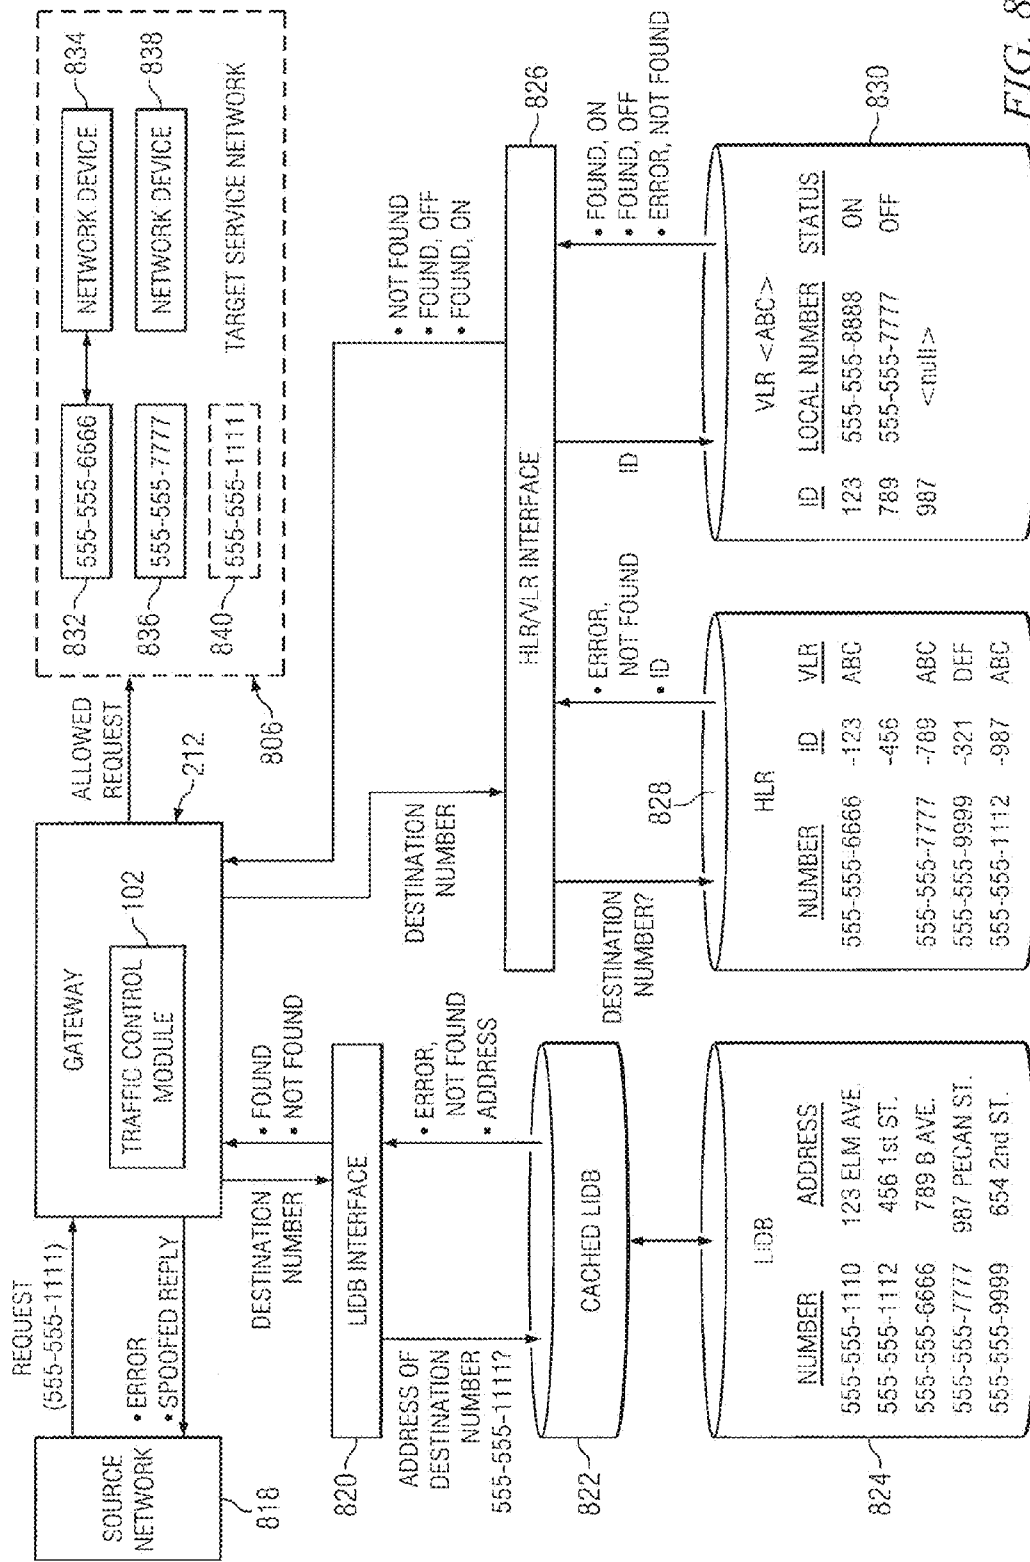 REQUEST
(555-555-1111)
SOURCE
NETWORK
818
• ERROR
• SPOOFED REPLY
GATEWAY
TRAFFIC CONTROL
MODULE
102
212
ALLOWED
REQUEST
806
832
555-555-6666
NETWORK DEVICE
834
836
555-555-7777
NETWORK DEVICE
838
840
555-555-1111
TARGET SERVICE NETWORK
DESTINATION
NUMBER
• FOUND
• NOT FOUND
DESTINATION
NUMBER
• NOT FOUND
• FOUND, OFF
• FOUND, ON
820
LIDB INTERFACE
HLR/VLR INTERFACE
826
ADDRESS OF
DESTINATION
NUMBER
555-555-1111?
• ERROR,
NOT FOUND
• ADDRESS
DESTINATION
NUMBER?
• ERROR,
NOT FOUND
• ID
ID
• FOUND, ON
• FOUND, OFF
• ERROR, NOT FOUND
822
CACHED LIDB
824
LIDB
NUMBER ADDRESS
555-555-1110 123 ELM AVE.
555-555-1112 456 1st ST.
555-555-6666 789 B AVE.
555-555-7777 987 PECAN ST.
555-555-9999 654 2nd ST.
828
HLR
NUMBER ID VLR
555-555-6666 -123 ABC
-456
555-555-7777 -789 ABC
555-555-9999 -321 DEF
555-555-1112 -987 ABC
830
VLR <ABC>
ID LOCAL NUMBER STATUS
123 555-555-8888 ON
789 555-555-7777 OFF
987 <null>
FIG. 8